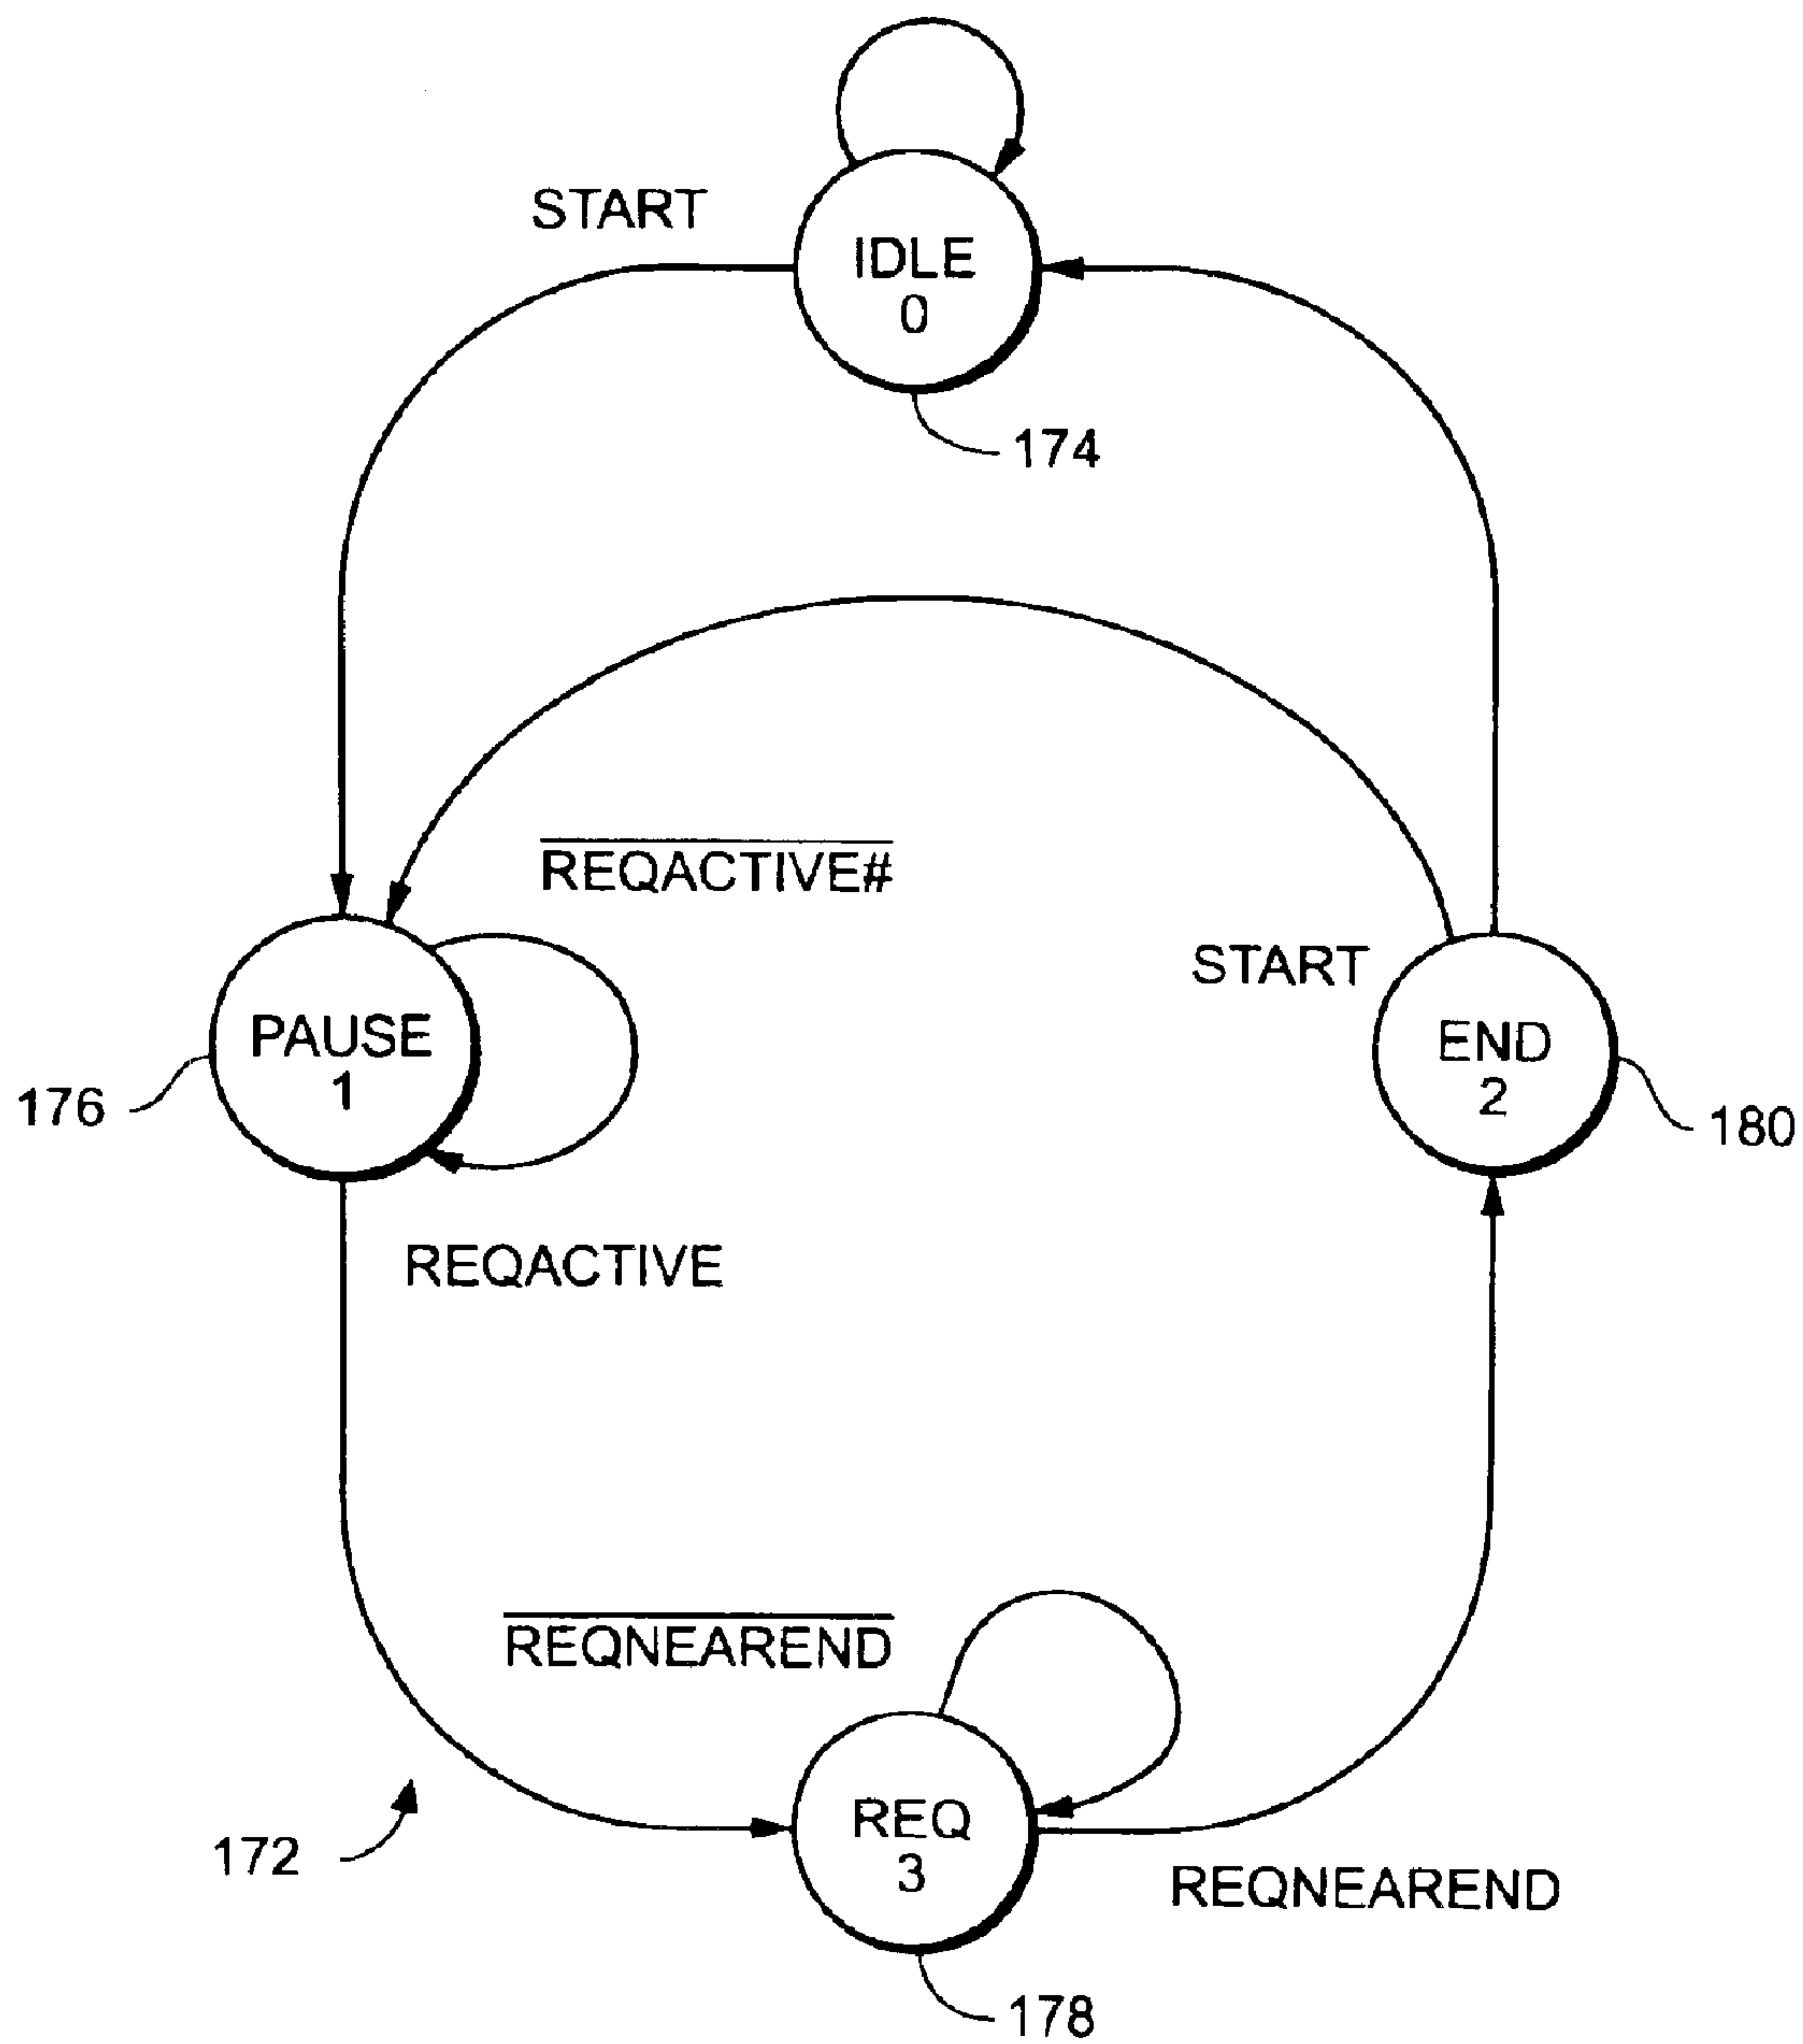 START
IDLE
0
174
REQACTIVE#
START
PAUSE
1
END
2
176
180
REQACTIVE
REQNEAREND
REQ
3
172
REQNEAREND
178